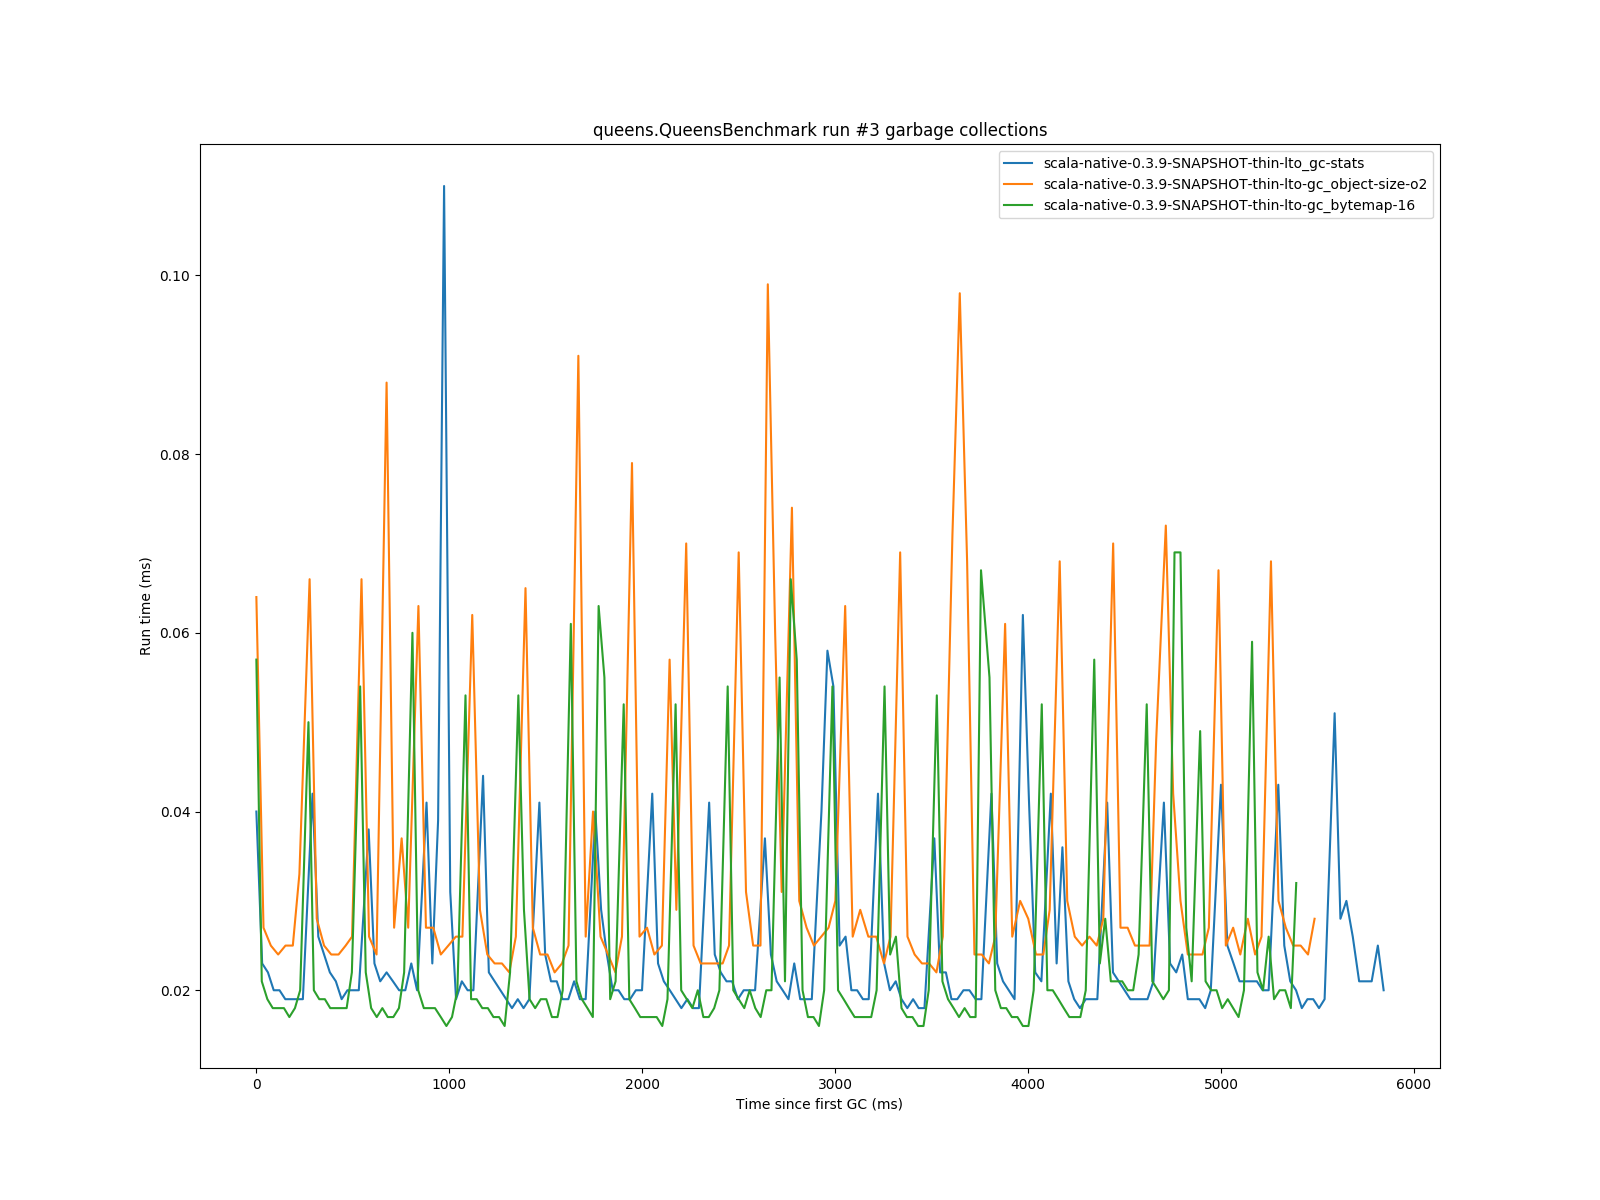 queens.QueensBenchmark run #3 garbage collections
scala-native-0.3.9-SNAPSHOT-thin-lto_gc-stats
scala-native-0.3.9-SNAPSHOT-thin-lto-gc_object-size-o2
scala-native-0.3.9-SNAPSHOT-thin-lto-gc_bytemap-16
Run time (ms)
0.10
0.08
0.06
0.04
0.02
0 1000 2000 3000 4000 5000 6000
Time since first GC (ms)